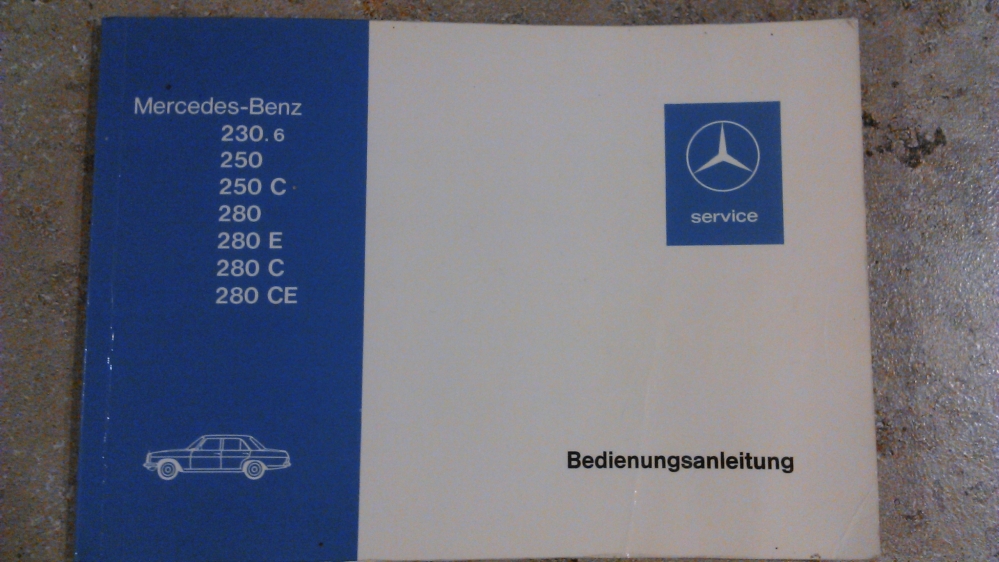 Mercedes-Benz
230.6
250
250 C
280
280 E
280 C
280 CE
service
Bedienungsanleitung